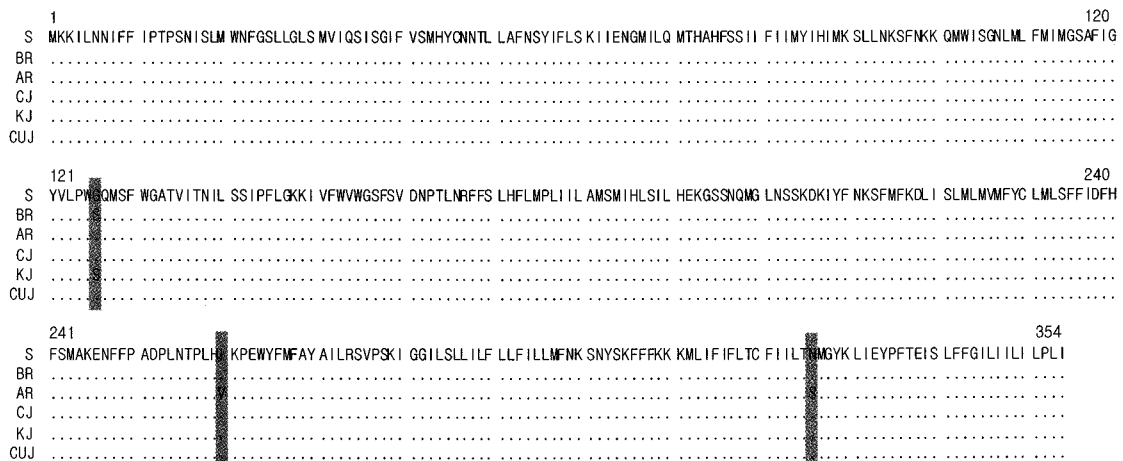 1 120
S MKKILNNIFF IPTPSNISLM WNFGSLLGLS MVIQSISGIF VSMHYCNNTL LAFNSYIFLS KIIENGMILQ MTHAHFSSII FIIMYIHIMK SLLNKSFNKK QMWISGNLML FMIMGSAFIG
BR .......... .......... .......... .......... .......... .......... .......... .......... .......... .......... .......... ..........
AR .......... .......... .......... .......... .......... .......... .......... .......... .......... .......... .......... ..........
CJ .......... .......... .......... .......... .......... .......... .......... .......... .......... .......... .......... ..........
KJ .......... .......... .......... .......... .......... .......... .......... .......... .......... .......... .......... ..........
CUJ .......... .......... .......... .......... .......... .......... .......... .......... .......... .......... .......... ..........
121 240
S YVLPWGQMSF WGATVITNIL SSIPFLGKKI VFWVWGSFSV DNPTLNRFFS LHFLMPLIIL AMSMIHLSIL HEKGSSNQMG LNSSKDKIYF NKSFMFKDLI SLMLMVMFYC LMLSFFIDFH
BR .....S.... .......... .......... .......... .......... .......... .......... .......... .......... .......... .......... ..........
AR .......... .......... .......... .......... .......... .......... .......... .......... .......... .......... .......... ..........
CJ .......... .......... .......... .......... .......... .......... .......... .......... .......... .......... .......... ..........
KJ .....S.... .......... .......... .......... .......... .......... .......... .......... .......... .......... .......... ..........
CUJ .......... .......... .......... .......... .......... .......... .......... .......... .......... .......... .......... ..........
241 354
S FSMAKENFFP ADPLNTPLH KPEWYFMFAY AILRSVPSKI GGILSLLILF LLFILLMFNK SNYSKFFFKK KMLIFIFLTC FIILTNMGYK LIEYPFTEIS LFFGILIILI LPLI
BR .......... .......... .......... .......... .......... .......... .......... .......... .......... .......... .......... ....
AR .......... .........V .......... .......... .......... .......... .......... .......... .....S.... .......... .......... ....
CJ .......... .......... .......... .......... .......... .......... .......... .......... .......... .......... .......... ....
KJ .......... .......... .......... .......... .......... .......... .......... .......... .......... .......... .......... ....
CUJ .......... .......... .......... .......... .......... .......... .......... .......... .......... .......... .......... ....